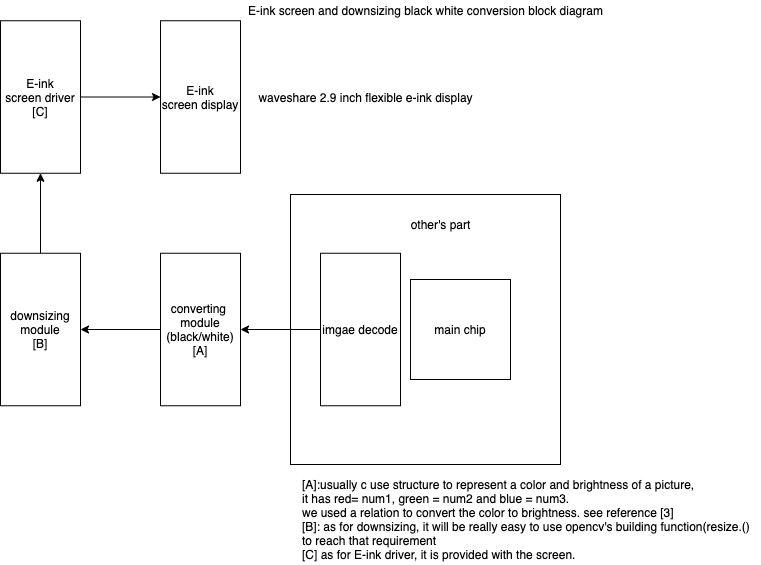 E-ink screen and downsizing black white conversion block diagram
E-ink
screen driver
[C]
E-ink
screen display
waveshare 2.9 inch flexible e-ink display
other's part
downsizing
module
[B]
converting
module
(black/white)
[A]
imgae decode
main chip
[A]:usually c use structure to represent a color and brightness of a picture,
it has red= num1, green = num2 and blue = num3.
we used a relation to convert the color to brightness. see reference [3]
[B]: as for downsizing, it will be really easy to use opencv's building function(resize.()
to reach that requirement
[C] as for E-ink driver, it is provided with the screen.